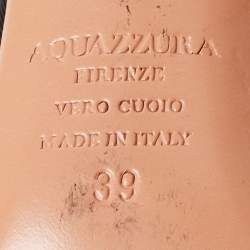 AQUAZZURA
FIRENZE
VERO CUOIO
MADE IN ITALY
39